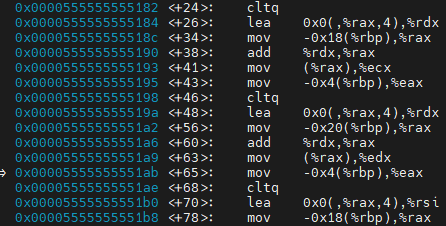 0x0000555555555182 <+24>: cltq
0x0000555555555184 <+26>: lea 0x0(,%rax,4),%rdx
0x000055555555518c <+34>: mov -0x18(%rbp),%rax
0x0000555555555190 <+38>: add %rdx,%rax
0x0000555555555193 <+41>: mov (%rax),%ecx
0x0000555555555195 <+43>: mov -0x4(%rbp),%eax
0x0000555555555198 <+46>: cltq
0x000055555555519a <+48>: lea 0x0(,%rax,4),%rdx
0x00005555555551a2 <+56>: mov -0x20(%rbp),%rax
0x00005555555551a6 <+60>: add %rdx,%rax
0x00005555555551a9 <+63>: mov (%rax),%edx
⇨ 0x00005555555551ab <+65>: mov -0x4(%rbp),%eax
0x00005555555551ae <+68>: cltq
0x00005555555551b0 <+70>: lea 0x0(,%rax,4),%rsi
0x00005555555551b8 <+78>: mov -0x18(%rbp),%rax